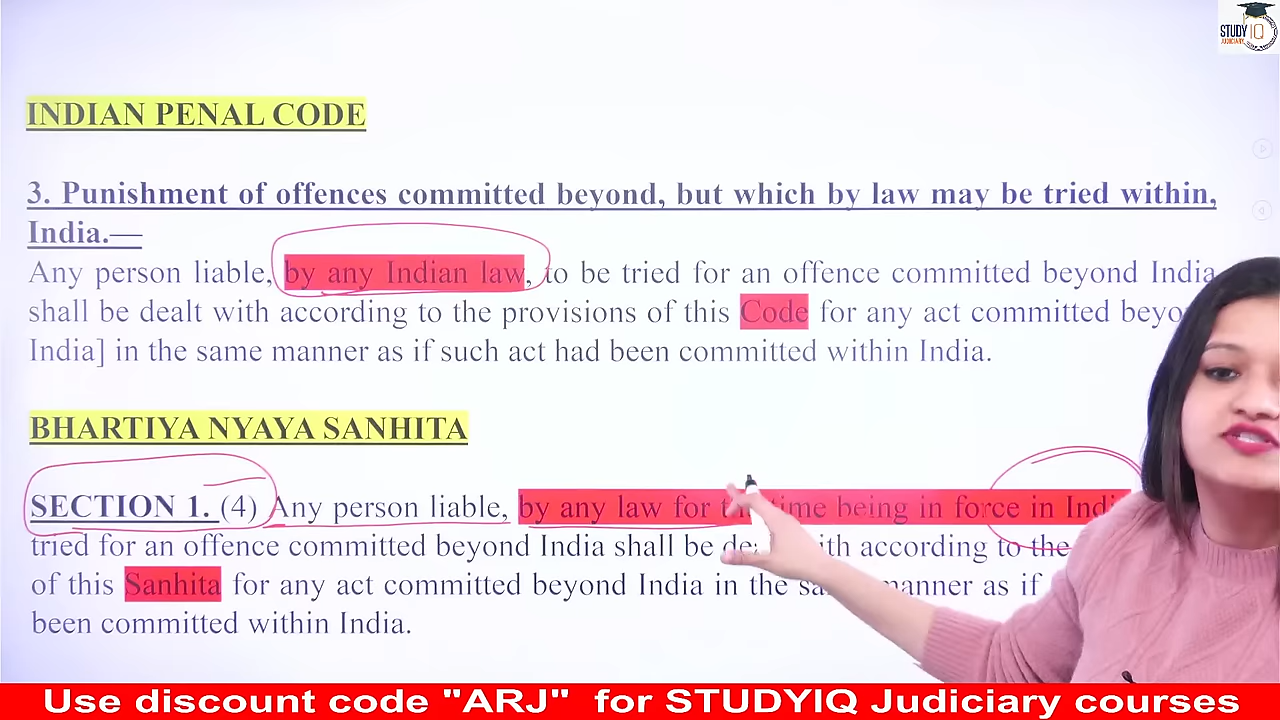 STUDY IQ
JUDICIARY
INDIAN PENAL CODE
3. Punishment of offences committed beyond, but which by law may be tried within,
India.—
Any person liable, by any Indian law, to be tried for an offence committed beyond India
shall be dealt with according to the provisions of this Code for any act committed
India] in the same manner as if such act had been committed within India.
BHARTIYA NYAYA SANHITA
SECTION 1. (4) Any person liable, by any law for time being in force in
tried for an offence committed beyond India shall be according to the
of this Sanhita for any act committed beyond India in the manner as if
been committed within India.
Use discount code "ARJ" for STUDYIQ Judiciary courses